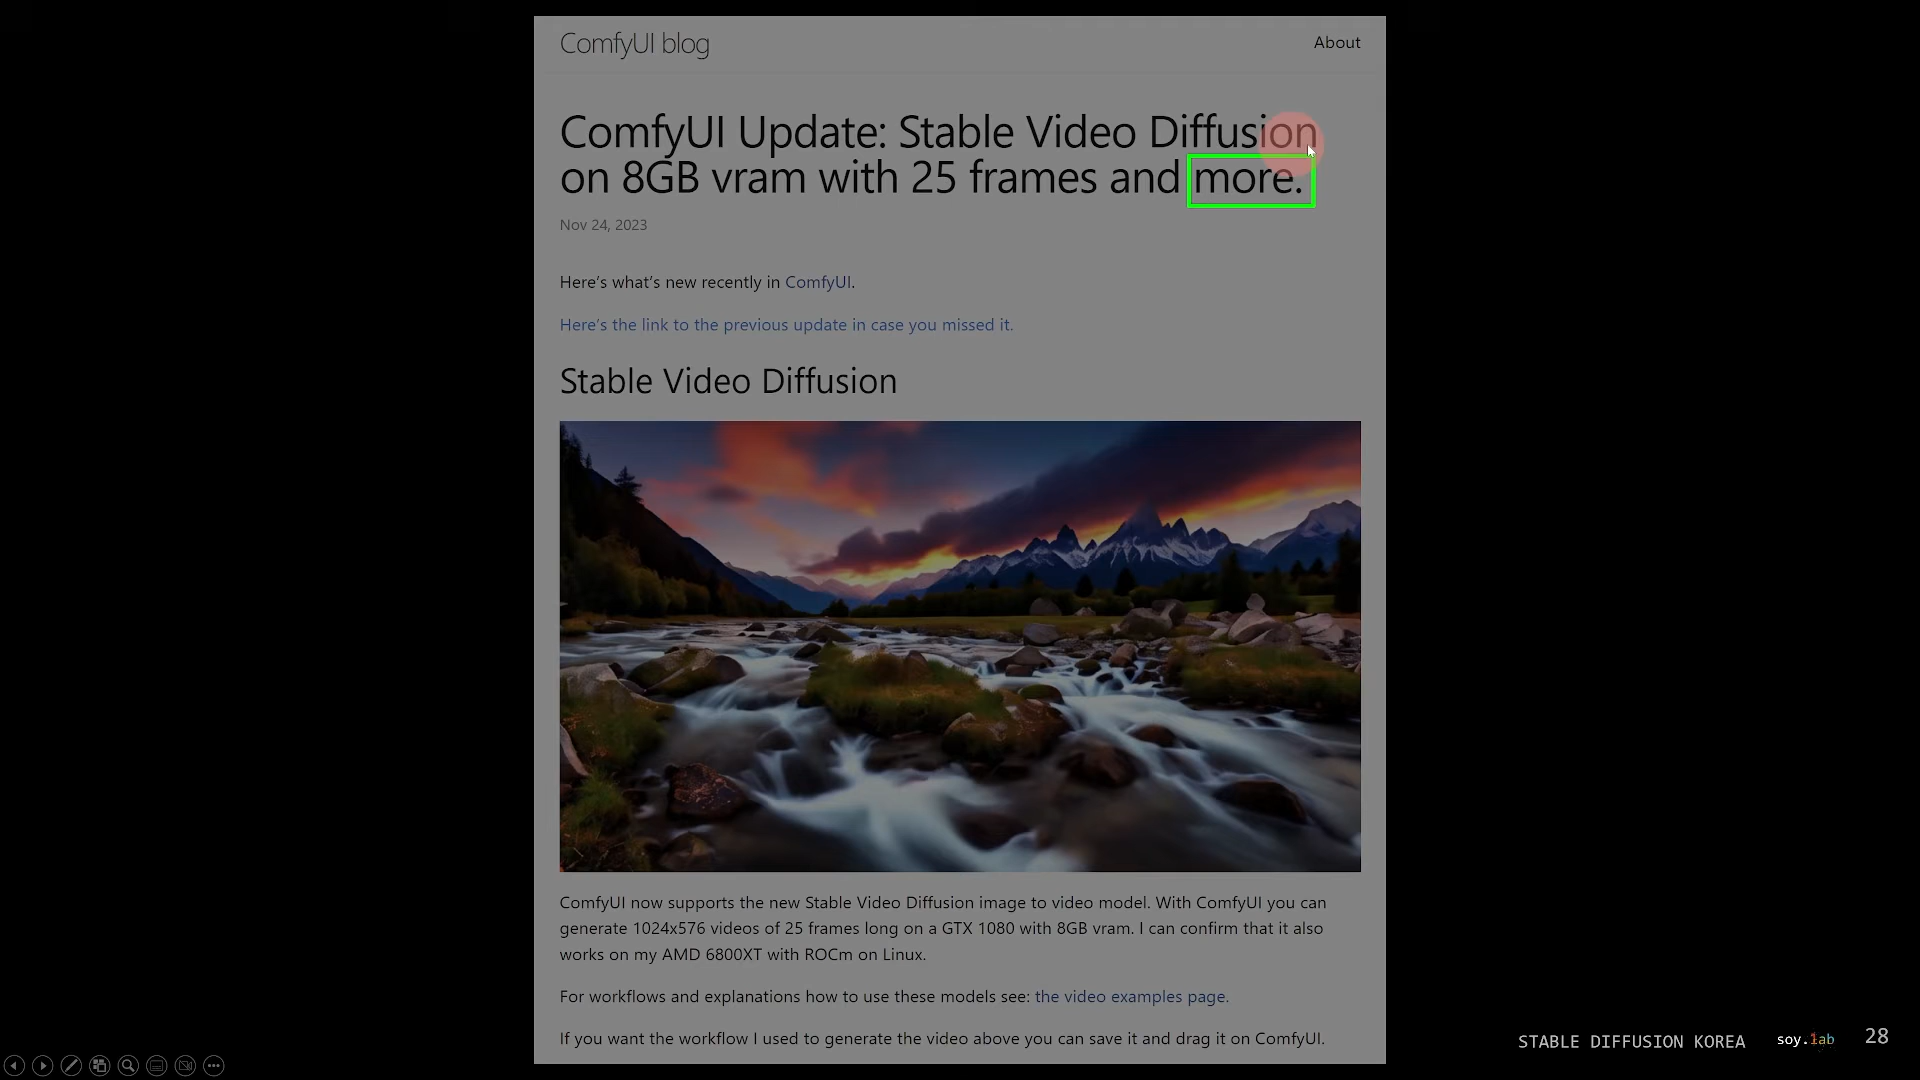 ComfyUI blog
About
ComfyUI Update: Stable Video Diffusion
on 8GB vram with 25 frames and more.
Nov 24, 2023
Here's what's new recently in ComfyUI.
Here's the link to the previous update in case you missed it.
Stable Video Diffusion
ComfyUI now supports the new Stable Video Diffusion image to video model. With ComfyUI you can
generate 1024x576 videos of 25 frames long on a GTX 1080 with 8GB vram. I can confirm that it also
works on my AMD 6800XT with ROCm on Linux.
For workflows and explanations how to use these models see: the video examples page.
If you want the workflow I used to generate the video above you can save it and drag it on ComfyUI.
STABLE DIFFUSION KOREA
soy.lab
28